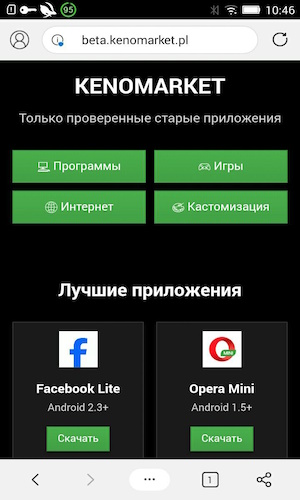 95
10:46
beta.kenomarket.pl
KENOMARKET
Только проверенные старые приложения
Программы
Игры
Интернет
Кастомизация
Лучшие приложения
f
O
MINI
Facebook Lite
Opera Mini
Android 2.3+
Android 1.5+
Скачать
Скачать
1